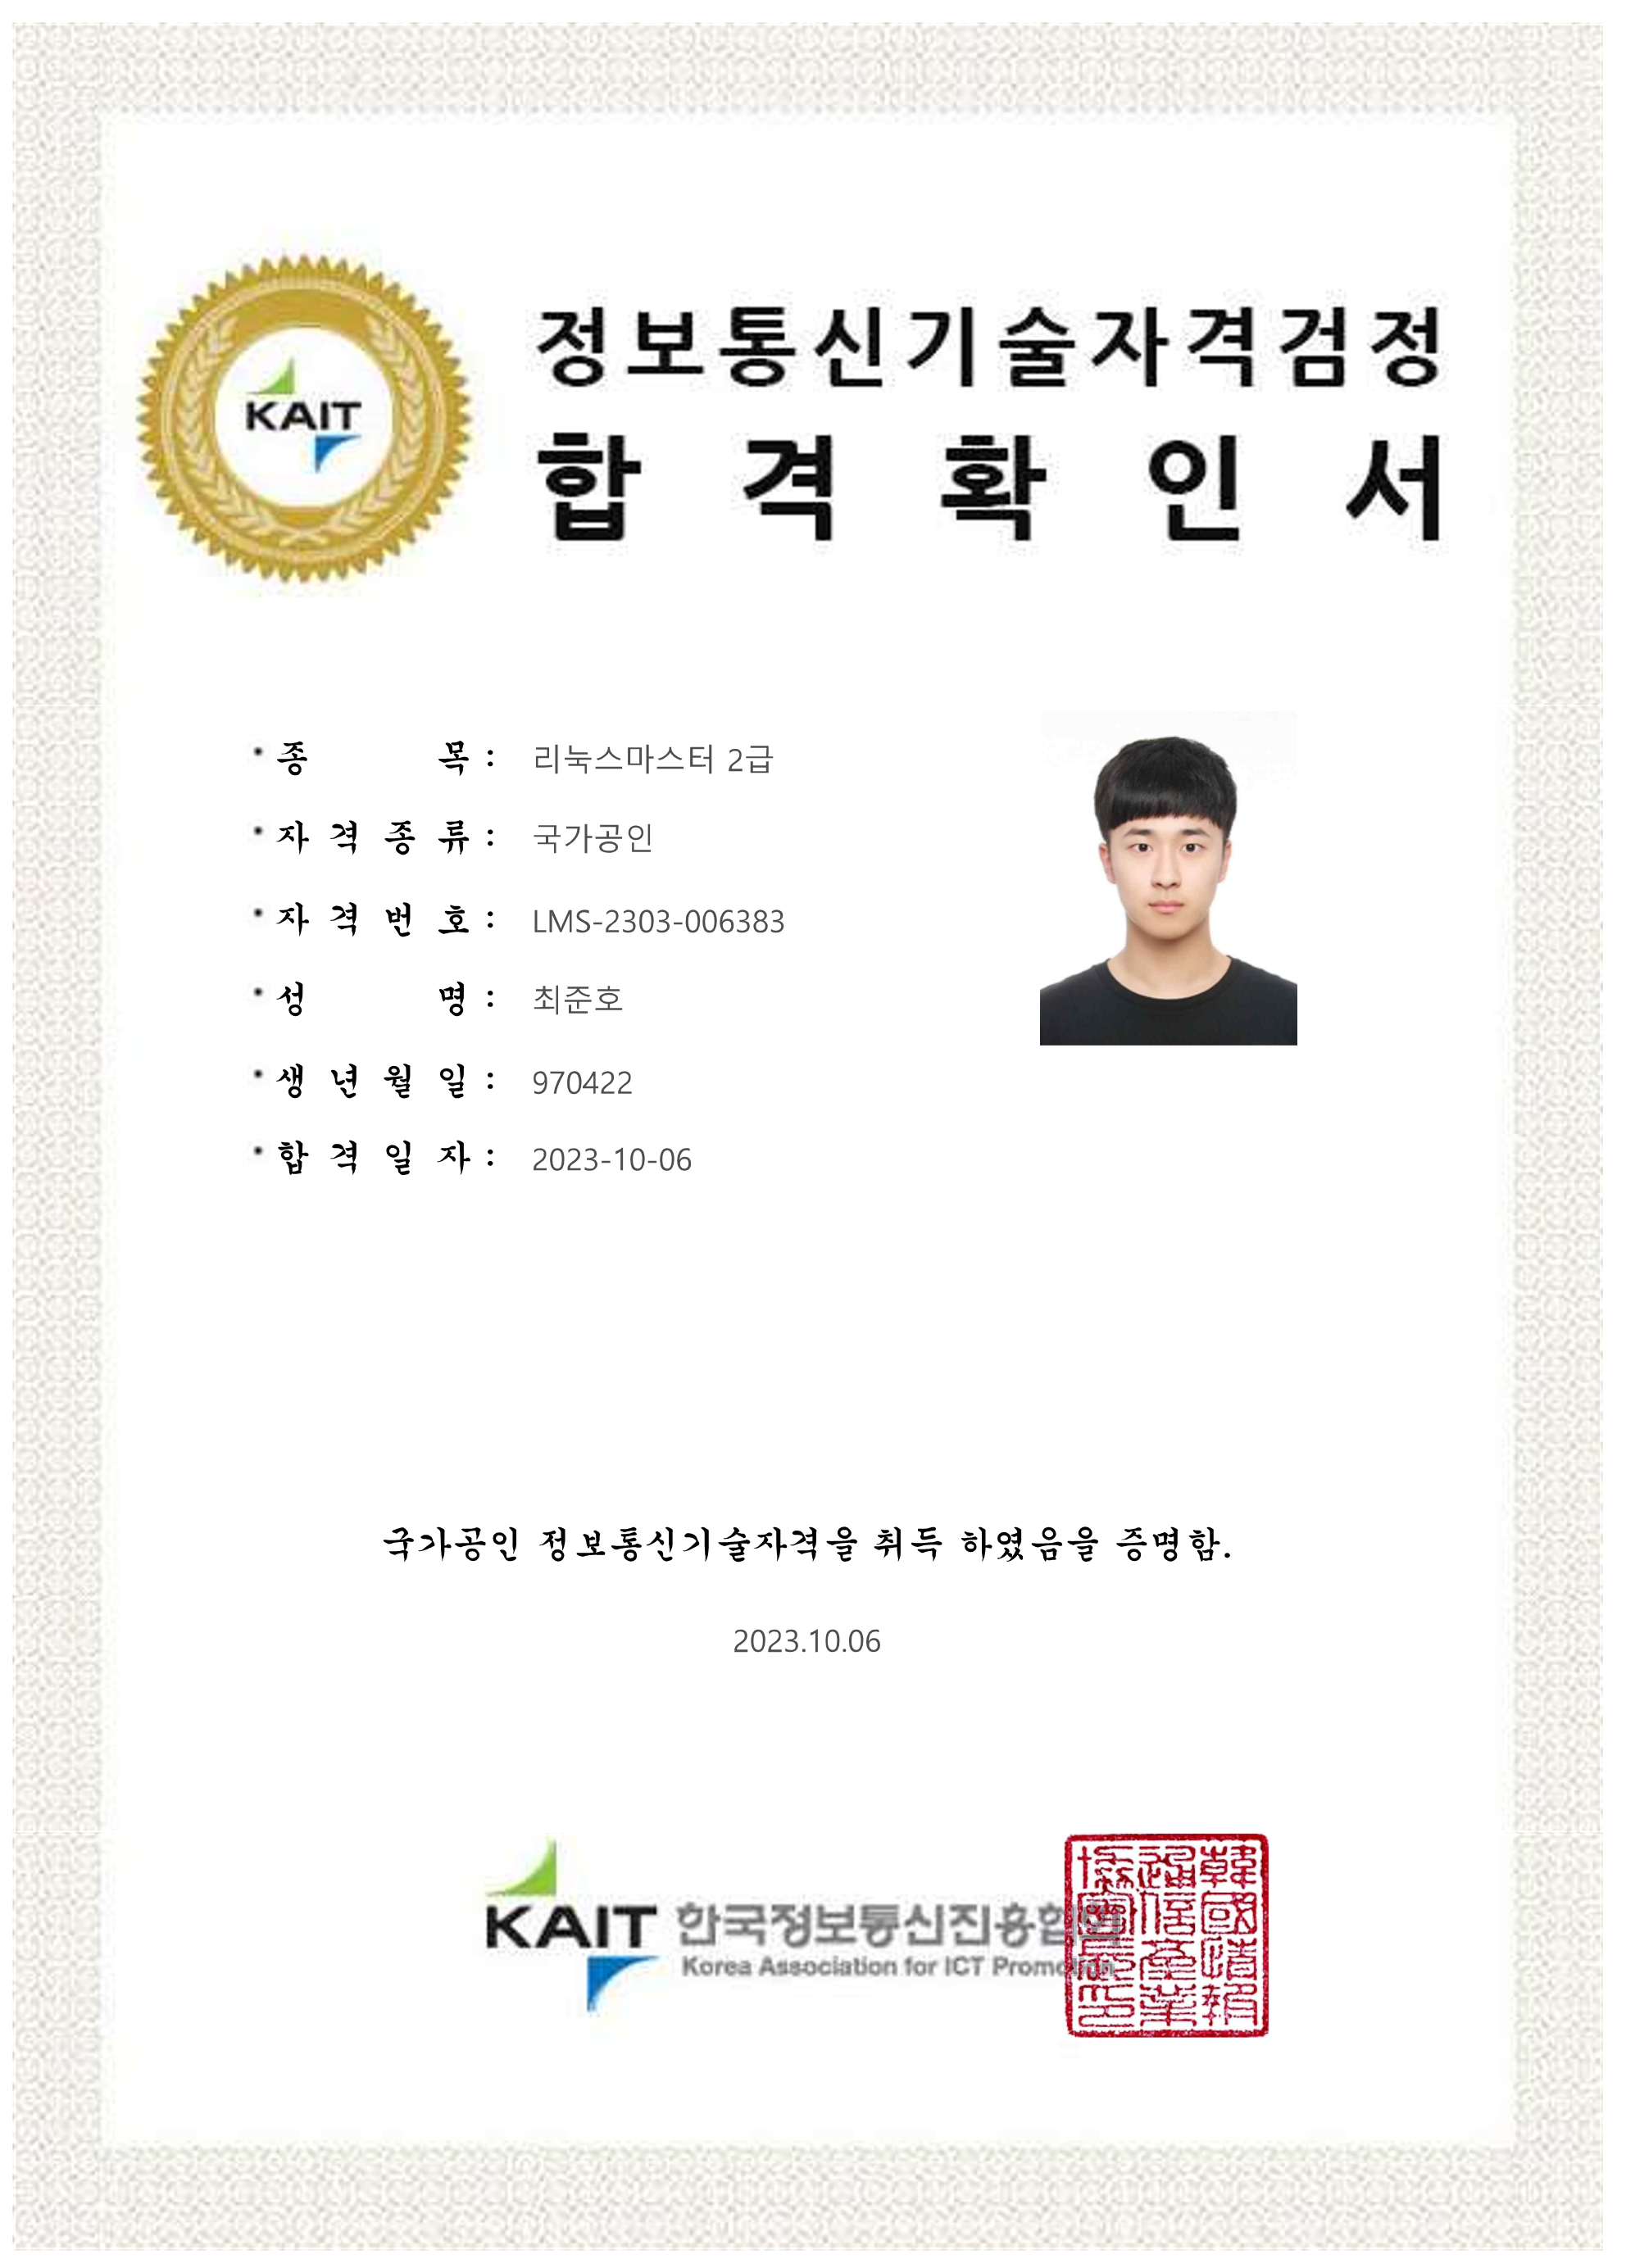 KAIT
정보통신기술자격검정
합격확인서
종목 : 리눅스마스터 2급
자격종류 : 국가공인
자격번호 : LMS-2303-006383
성명 : 최준호
생년월일 : 970422
합격일자 : 2023-10-06
국가공인 정보통신기술자격을 취득 하였음을 증명함.
2023.10.06
KAIT 한국정보통신진흥협회
Korea Association for ICT Promotion
韓國情報
通信産業
協會長印